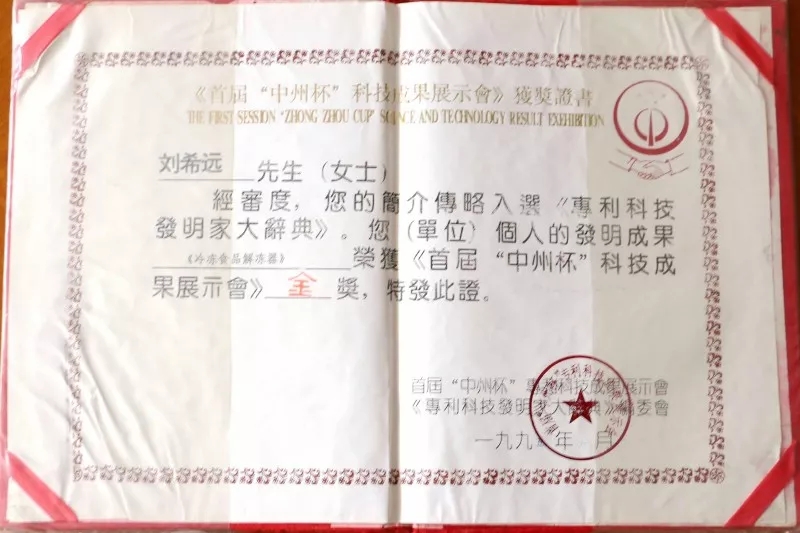 《首届“中州杯”科技成果展示會》獲獎證書
THE FIRST SESSION "ZHONG ZHOU CUP" SCIENCE AND TECHNOLOGY RESULT EXEHIBITION
刘希远 先生（女士）
經審度，您的簡介傳略入選《專利科技
發明家大辭典》。您（單位）個人的發明成果
《冷冻食品解冻器》 榮獲《首届“中州杯”科技成
果展示會》 金 獎，特發此證。
首届“中州杯”專利科技成果展示會
《專利科技發明家大辭典》編委會
一九九 年 月